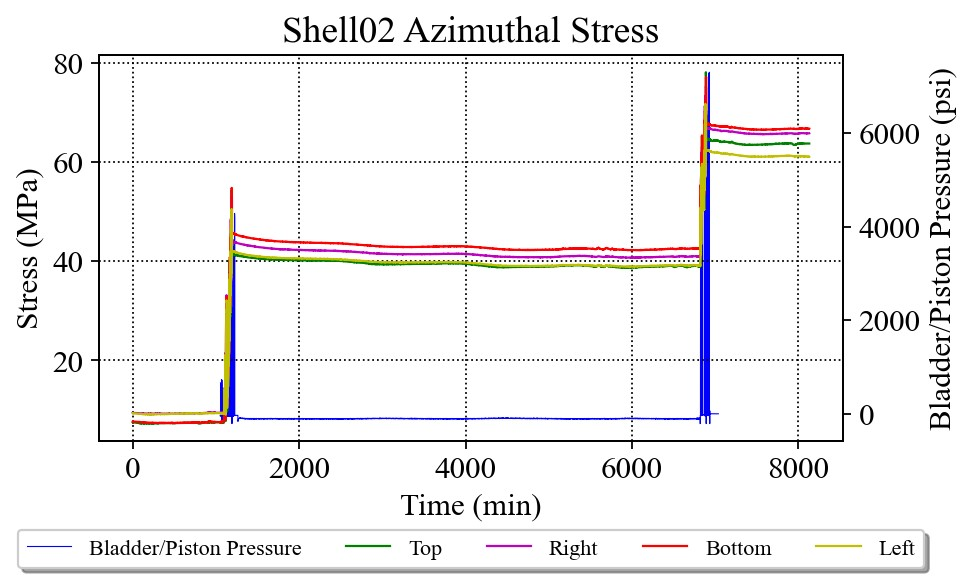 Shell02 Azimuthal Stress
80
60
40
20
Stress (MPa)
6000
4000
2000
0
Bladder/Piston Pressure (psi)
0 2000 4000 6000 8000
Time (min)
Bladder/Piston Pressure Top Right Bottom Left